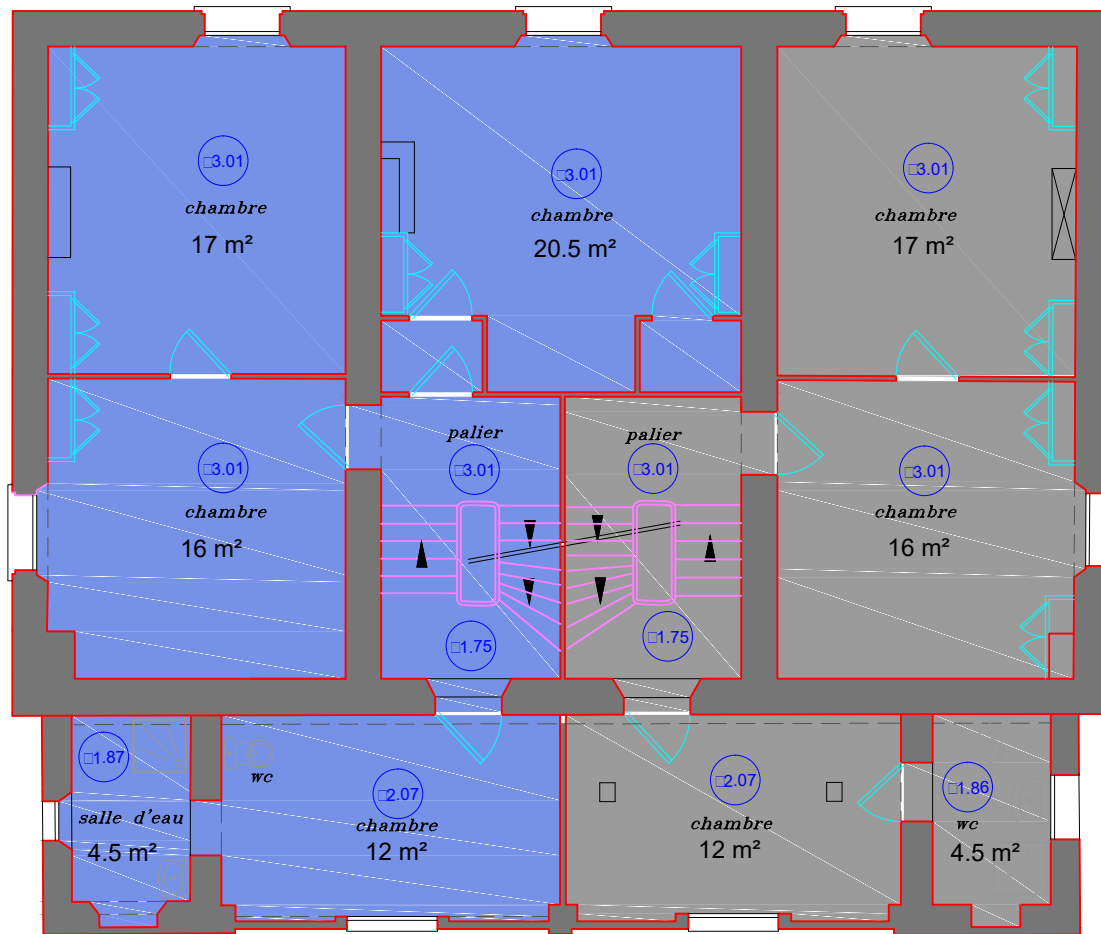 □3.01
chambre
17 m²
□3.01
chambre
20.5 m²
□3.01
chambre
17 m²
□3.01
chambre
16 m²
palier
□3.01
□1.75
palier
□3.01
□1.75
□3.01
chambre
16 m²
□1.87
salle d'eau
4.5 m²
wc
□2.07
chambre
12 m²
□2.07
chambre
12 m²
□1.86
wc
4.5 m²